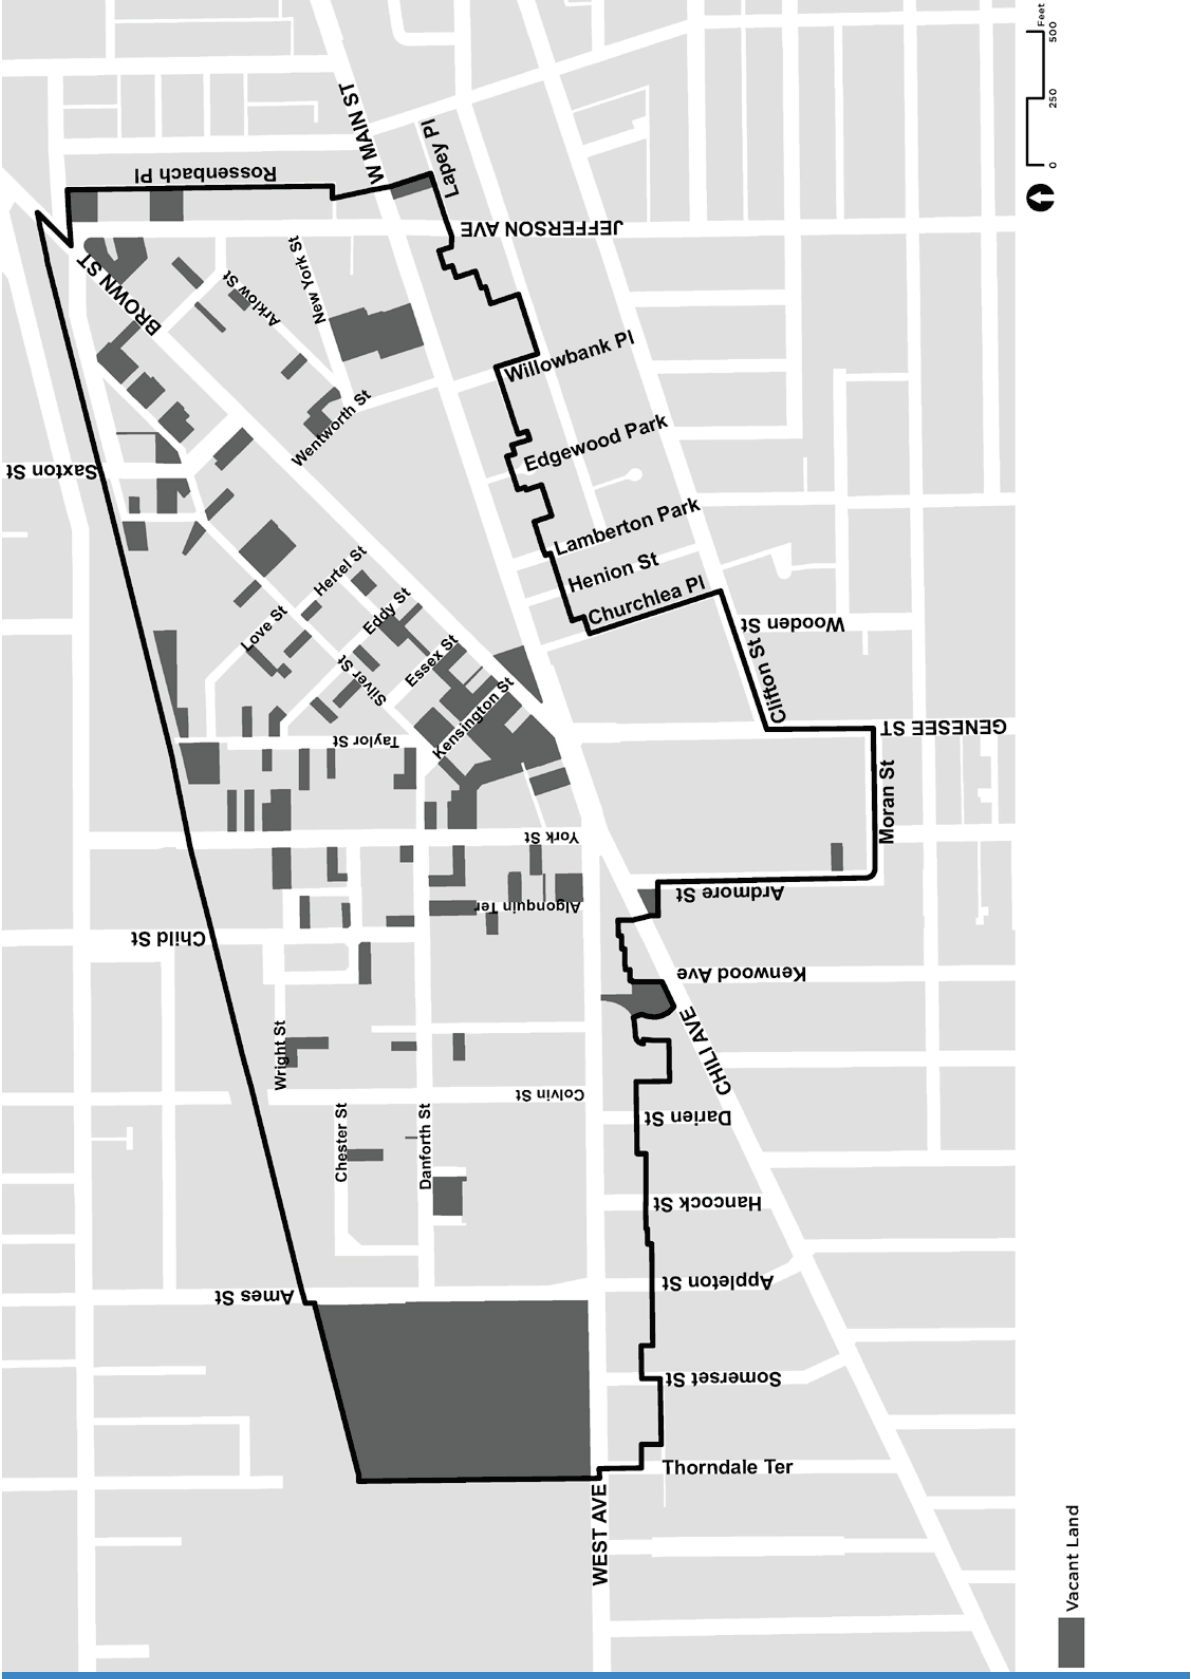 Feet
500
250
0
W MAIN ST
Lapey Pl
Rossenbach Pl
JEFFERSON AVE
BROWN ST
New York St
Arklow St
Willowbank Pl
Wentworth St
Edgewood Park
Saxton St
Lamberton Park
Henion St
Hertel St
Churchlea Pl
Eddy St
Love St
Wooden St
Essex St
Silver St
Clifton St
Kensington St
GENESEE ST
Taylor St
Moran St
York St
Ardmore St
Algonquin Ter
Child St
Kenwood Ave
CHILI AVE
Wright St
Colvin St
Darien St
Chester St
Danforth St
Hancock St
Appleton St
Ames St
Somerset St
Thorndale Ter
WEST AVE
Vacant Land